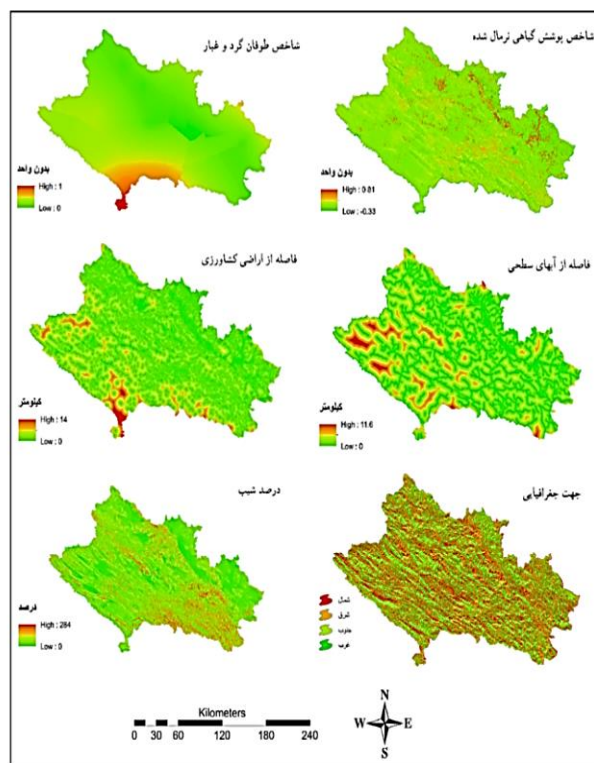 شاخص طوفان گرد و غبار
بدون واحد
High : 1
Low : 0
شاخص پوشش گیاهی نرمال شده
بدون واحد
High : 0.81
Low : -0.33
فاصله از اراضی کشاورزی
کیلومتر
High : 14
Low : 0
فاصله از آبهای سطحی
کیلومتر
High : 11.6
Low : 0
درصد شیب
درصد
High : 284
Low : 0
جهت جغرافیایی
شمال
شرق
جنوب
غرب
Kilometers
0 30 60 120 180 240
N
W E
S